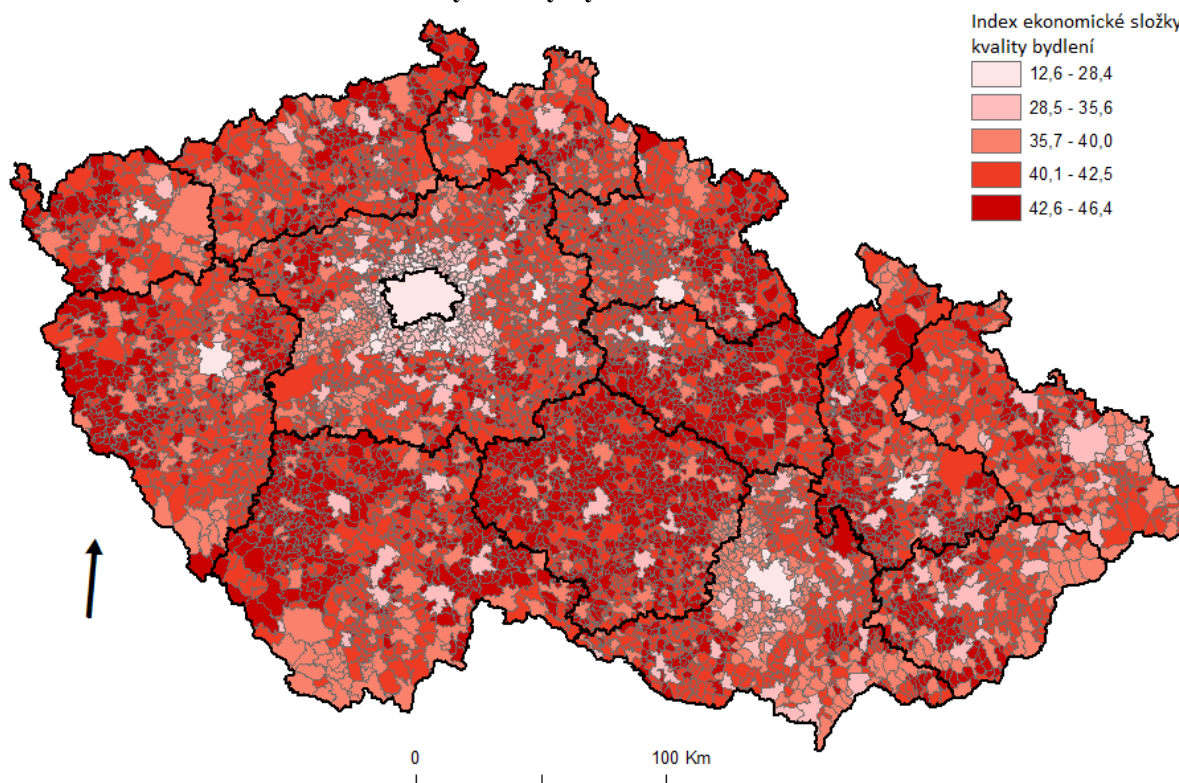 Index ekonomické složky
kvality bydlení
12,6 - 28,4
28,5 - 35,6
35,7 - 40,0
40,1 - 42,5
42,6 - 46,4
0
100 Km